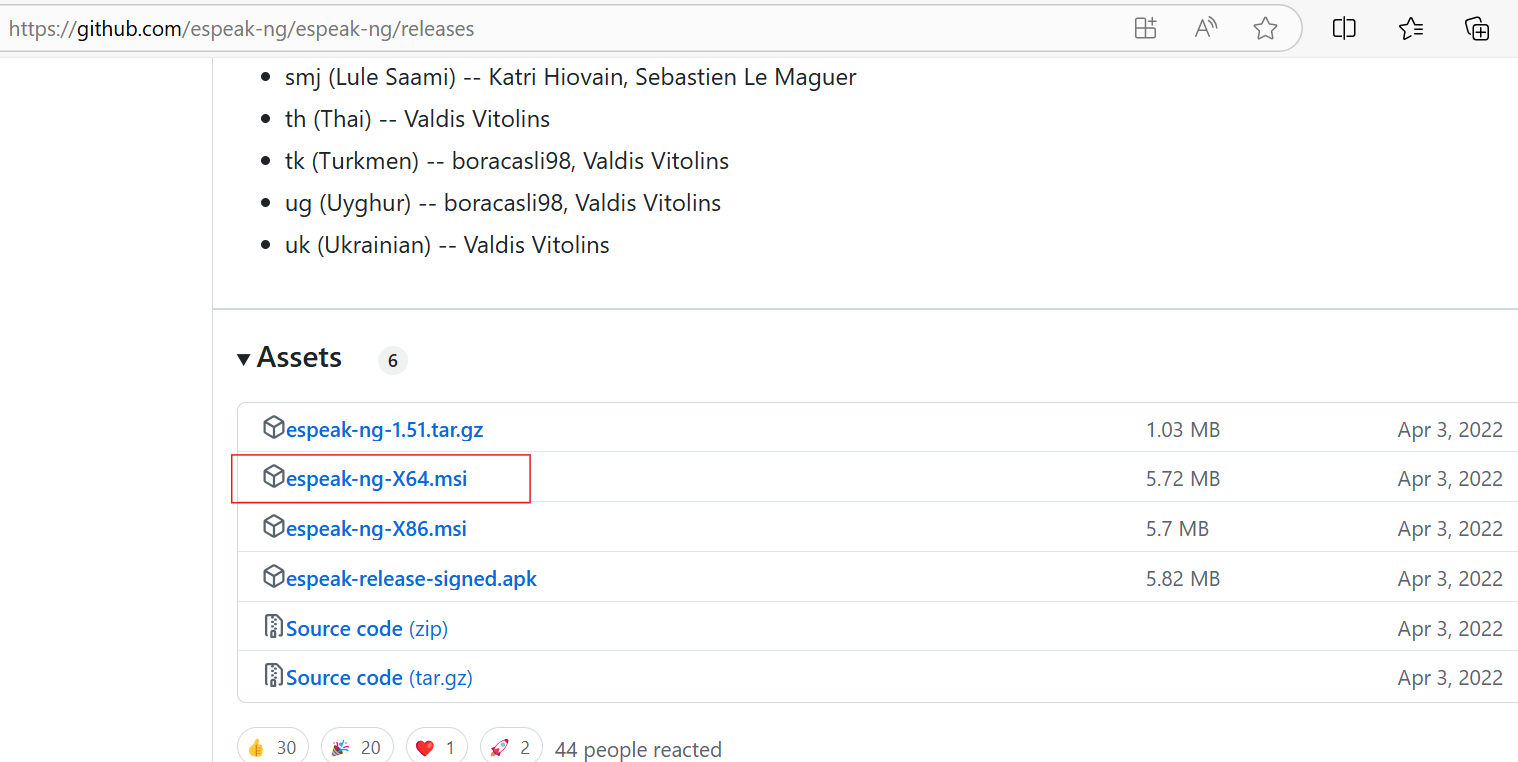 https://github.com/espeak-ng/espeak-ng/releases
smj (Lule Saami) -- Katri Hiovain, Sebastien Le Maguer
th (Thai) -- Valdis Vitolins
tk (Turkmen) -- boracasli98, Valdis Vitolins
ug (Uyghur) -- boracasli98, Valdis Vitolins
uk (Ukrainian) -- Valdis Vitolins
Assets 6
espeak-ng-1.51.tar.gz 1.03 MB Apr 3, 2022
espeak-ng-X64.msi 5.72 MB Apr 3, 2022
espeak-ng-X86.msi 5.7 MB Apr 3, 2022
espeak-release-signed.apk 5.82 MB Apr 3, 2022
Source code (zip) Apr 3, 2022
Source code (tar.gz) Apr 3, 2022
30 20 1 2 44 people reacted